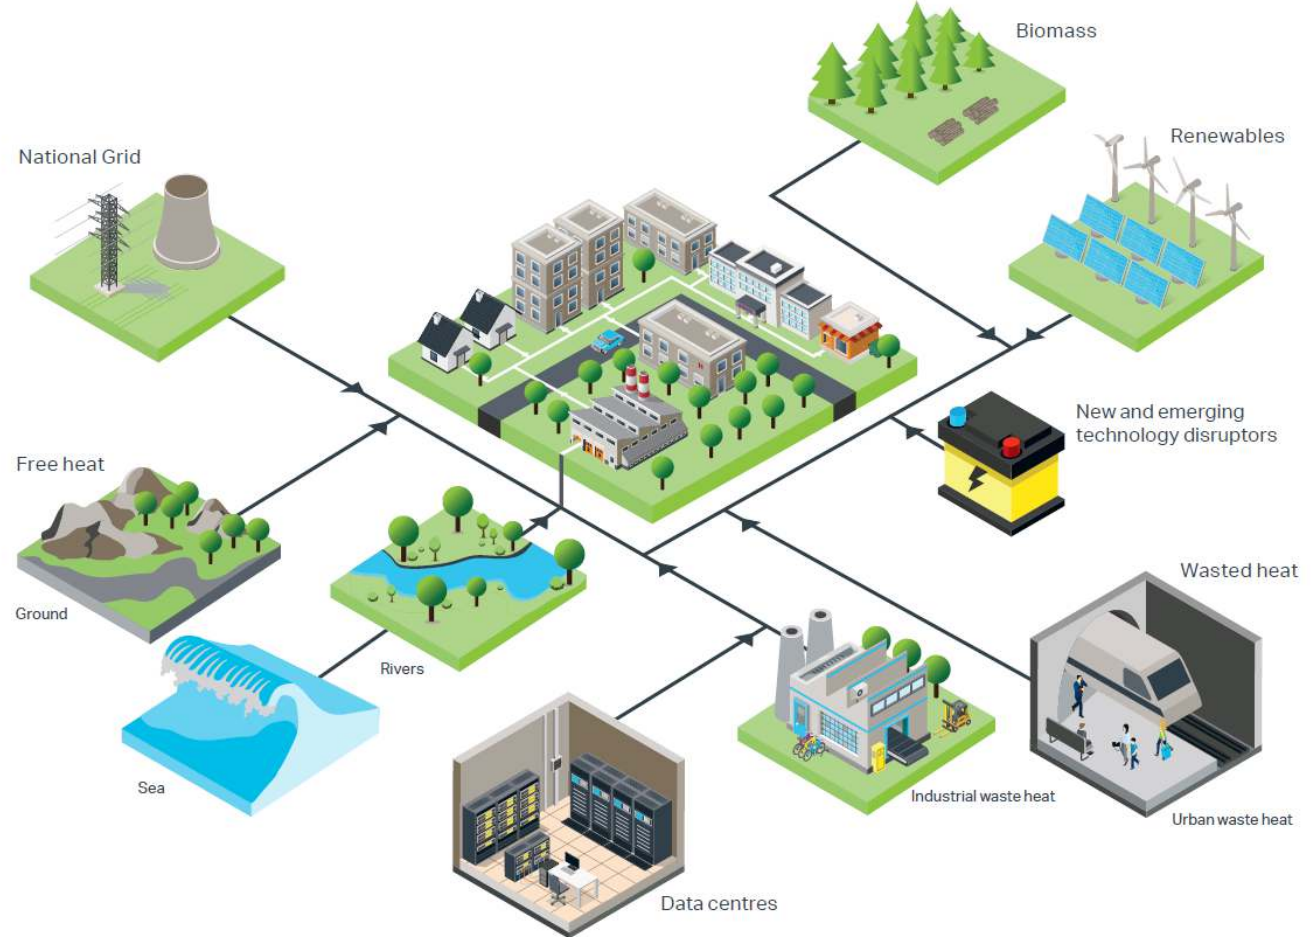 Biomass
Renewables
National Grid
New and emerging
technology disruptors
Free heat
Ground
Wasted heat
Rivers
Sea
Industrial waste heat
Urban waste heat
Data centres